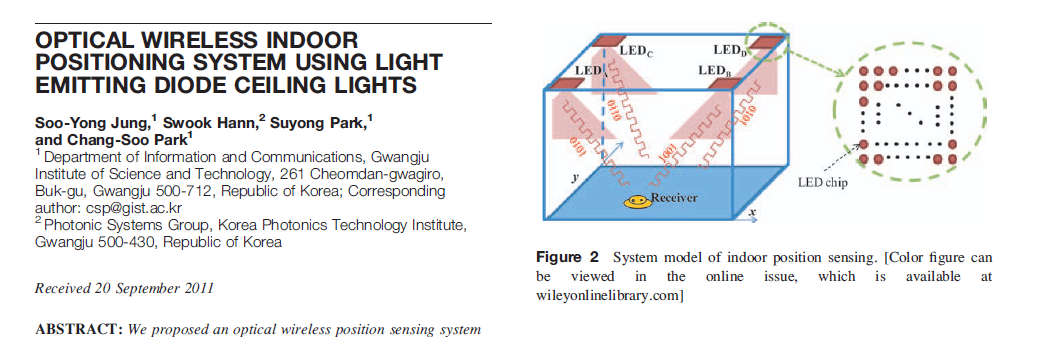 OPTICAL WIRELESS INDOOR
POSITIONING SYSTEM USING LIGHT
EMITTING DIODE CEILING LIGHTS
Soo-Yong Jung,1 Swook Hann,2 Suyong Park,1
and Chang-Soo Park1
1 Department of Information and Communications, Gwangju
Institute of Science and Technology, 261 Cheomdan-gwagiro,
Buk-gu, Gwangju 500-712, Republic of Korea; Corresponding
author: csp@gist.ac.kr
2 Photonic Systems Group, Korea Photonics Technology Institute,
Gwangju 500-430, Republic of Korea
Received 20 September 2011
ABSTRACT: We proposed an optical wireless position sensing system
LEDC
LEDD
LEDA
LEDB
0110
1010
0101
1001
y
Receiver
x
LED chip
Figure 2 System model of indoor position sensing. [Color figure can
be viewed in the online issue, which is available at
wileyonlinelibrary.com]